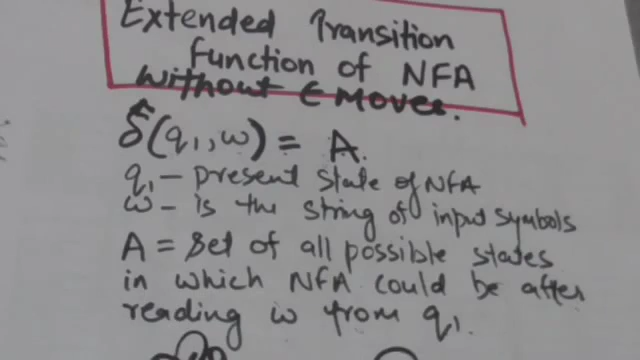 Extended Transition
function of NFA
without ϵ Moves.
δ̂(q₁, ω) = A.
q₁ - present state of NFA
ω - is the string of input symbols
A = Set of all possible states
in which NFA could be after
reading ω from q₁.